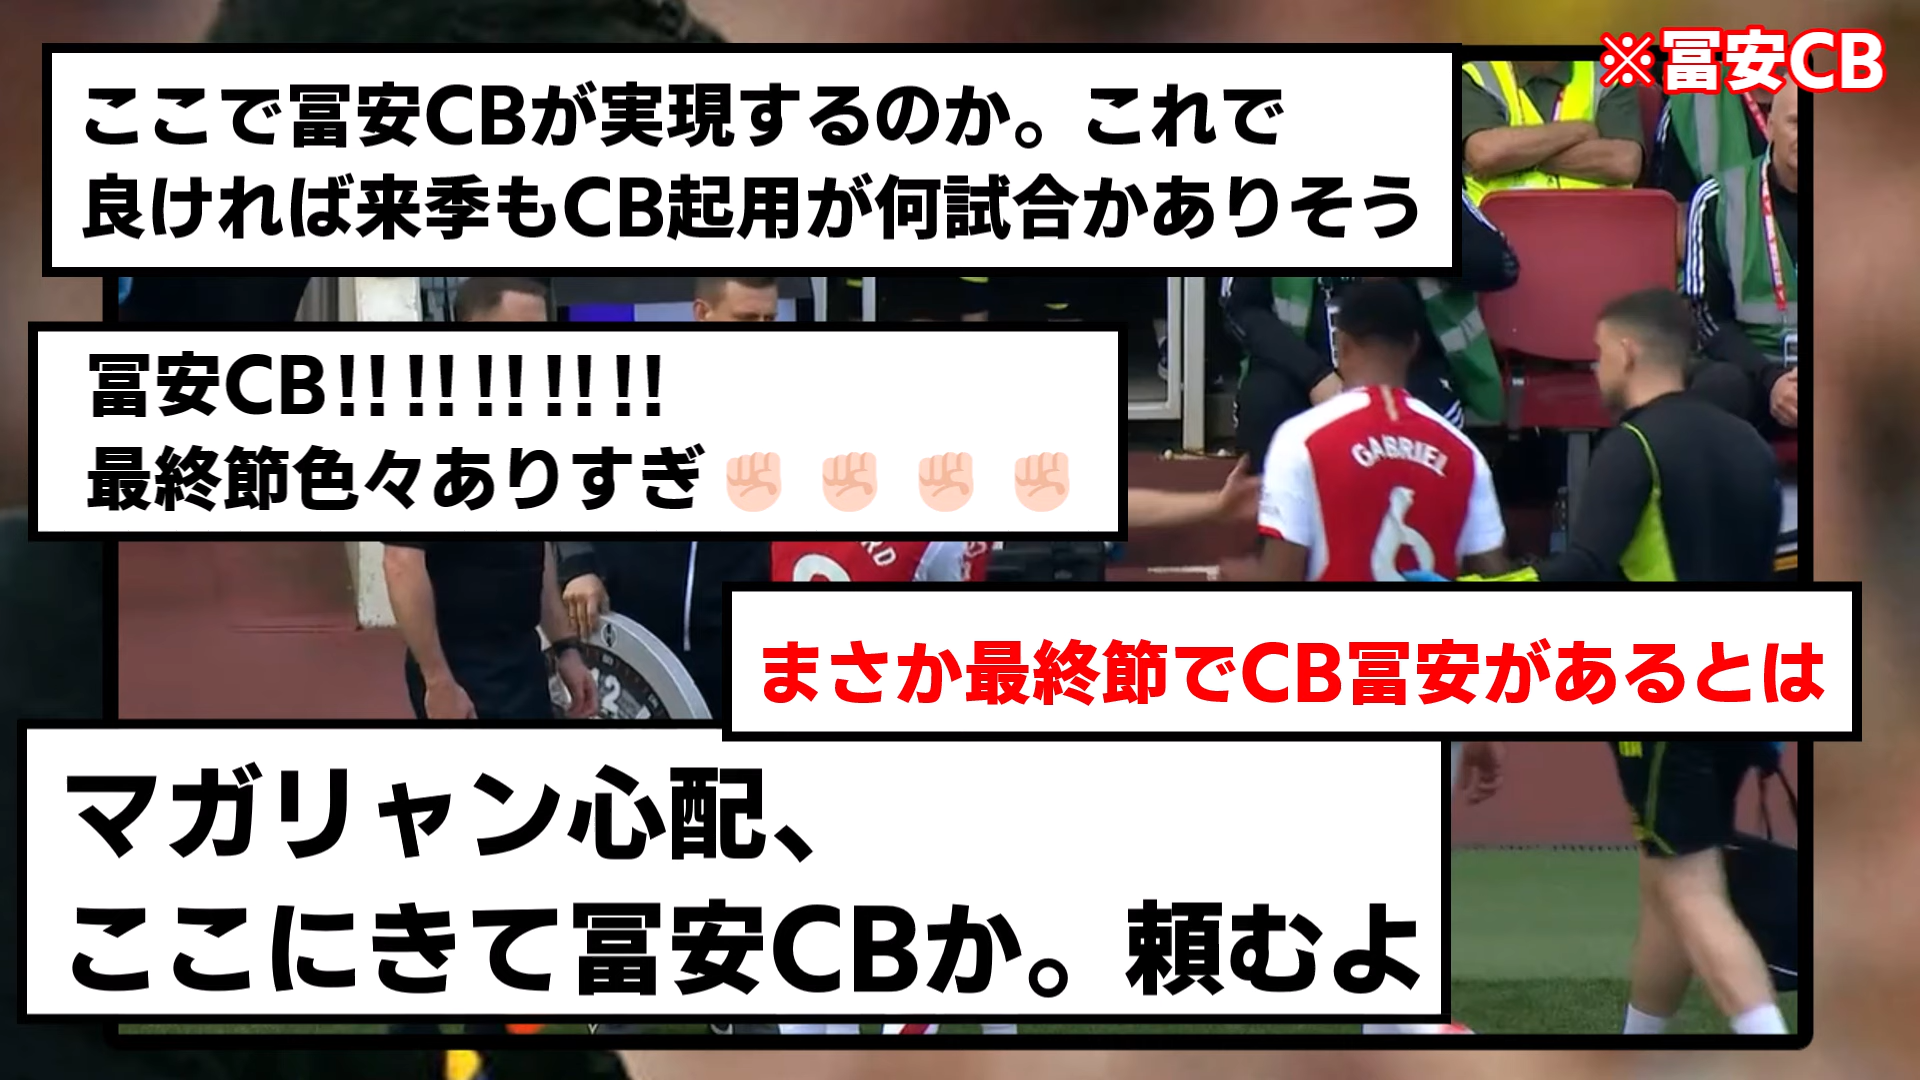 ※冨安CB
ここで冨安CBが実現するのか。これで
良ければ来季もCB起用が何試合かありそう
冨安CB!!!!!!!!!!
最終節色々ありすぎ✊🏻✊🏻✊🏻✊🏻
GABRIEL
6
RD
12
まさか最終節でCB冨安があるとは
マガリャン心配、
ここにきて冨安CBか。頼むよ